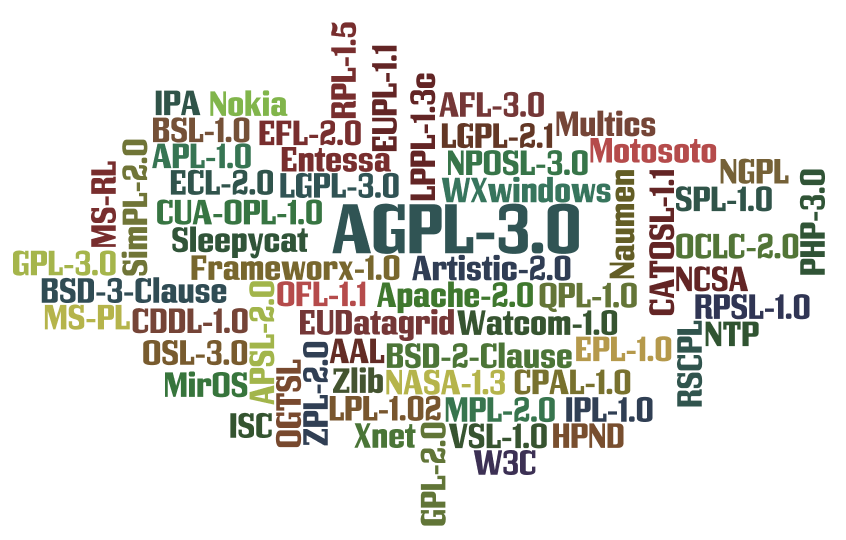 RPL-1.5
EUPL-1.1
LPPL-1.3c
IPA
Nokia
AFL-3.0
BSL-1.0
EFL-2.0
LGPL-2.1
Multics
APL-1.0
Entessa
NPOSL-3.0
Motosoto
MS-RL
SimPL-2.0
ECL-2.0
LGPL-3.0
WXwindows
Naumen
CATOSL-1.1
NGPL
SPL-1.0
PHP-3.0
CUA-OPL-1.0
AGPL-3.0
Sleepycat
OCLC-2.0
GPL-3.0
Frameworx-1.0
Artistic-2.0
NCSA
BSD-3-Clause
OFL-1.1
Apache-2.0
QPL-1.0
RPSL-1.0
MS-PL
CDDL-1.0
APSL-2.0
EUDatagrid
Watcom-1.0
NTP
OSL-3.0
AAL
BSD-2-Clause
EPL-1.0
RSCPL
MirOS
OGTSL
ZPL-2.0
Zlib
NASA-1.3
CPAL-1.0
ISC
LPL-1.02
MPL-2.0
IPL-1.0
Xnet
GPL-2.0
VSL-1.0
HPND
W3C